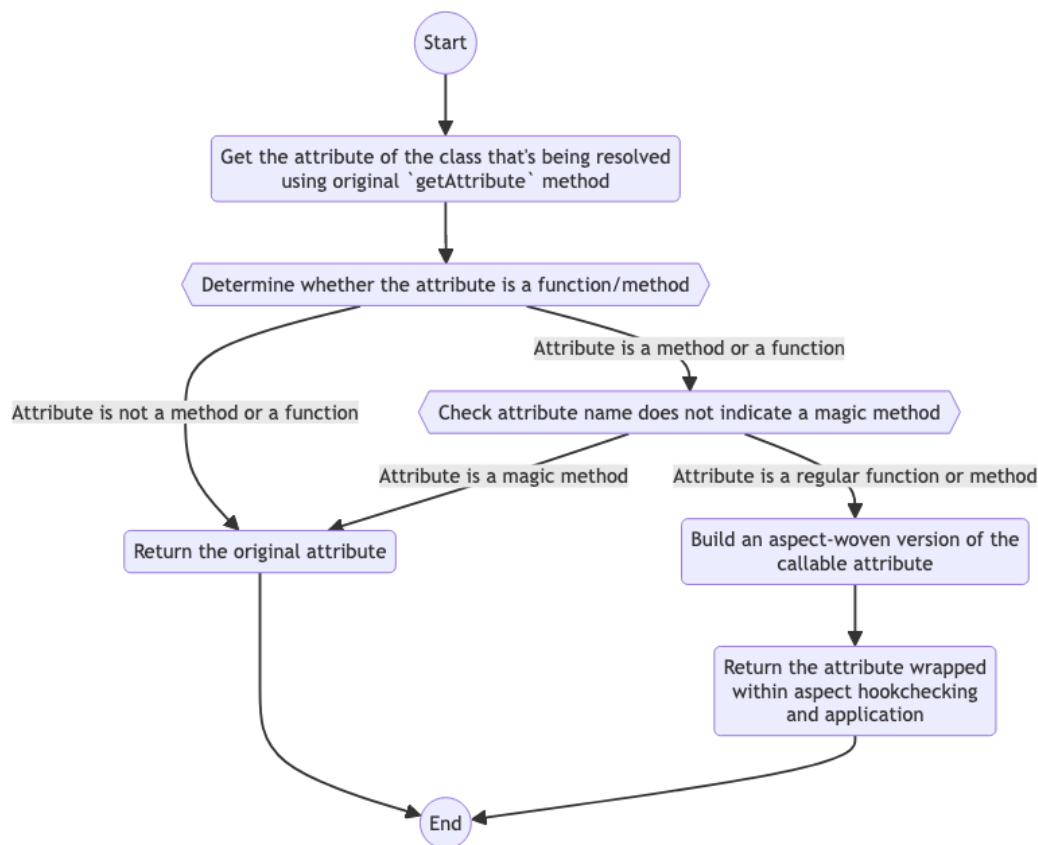 Start
Get the attribute of the class that's being resolved
using original `getAttribute` method
Determine whether the attribute is a function/method
Attribute is a method or a function
Attribute is not a method or a function
Check attribute name does not indicate a magic method
Attribute is a magic method
Attribute is a regular function or method
Return the original attribute
Build an aspect-woven version of the
callable attribute
Return the attribute wrapped
within aspect hookchecking
and application
End